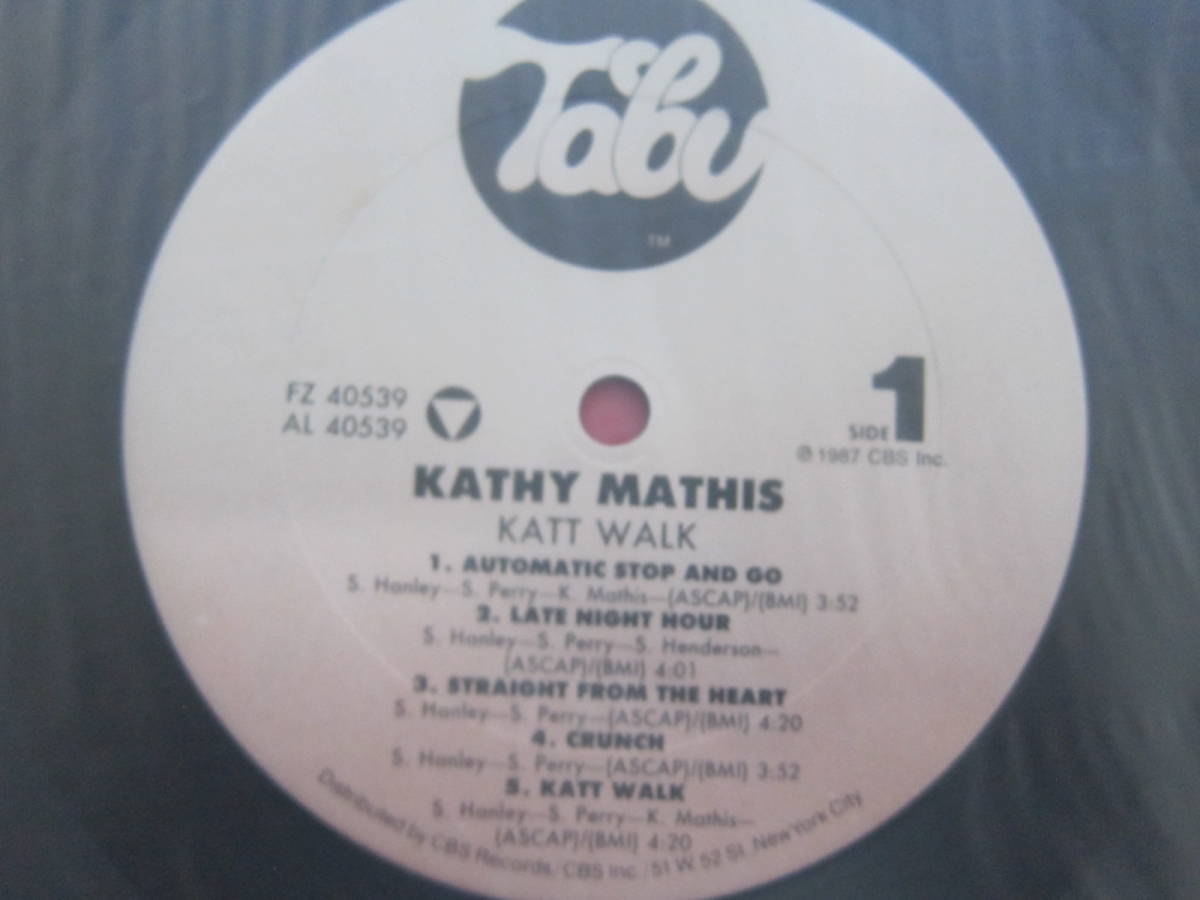 Tabu
TM
FZ 40539
AL 40539
SIDE 1
℗ 1987 CBS Inc.
KATHY MATHIS
KATT WALK
1. AUTOMATIC STOP AND GO
S. Hanley—S. Perry—K. Mathis—(ASCAP)/(BMI) 3:52
2. LATE NIGHT HOUR
S. Hanley—S. Perry—S. Henderson—
(ASCAP)/(BMI) 4:01
3. STRAIGHT FROM THE HEART
S. Hanley—S. Perry—(ASCAP)/(BMI) 4:20
4. CRUNCH
S. Hanley—S. Perry—(ASCAP)/(BMI) 3:52
5. KATT WALK
S. Hanley—S. Perry—K. Mathis—
(ASCAP)/(BMI) 4:20
Distributed by CBS Records/CBS Inc./51 W. 52 St. New York City